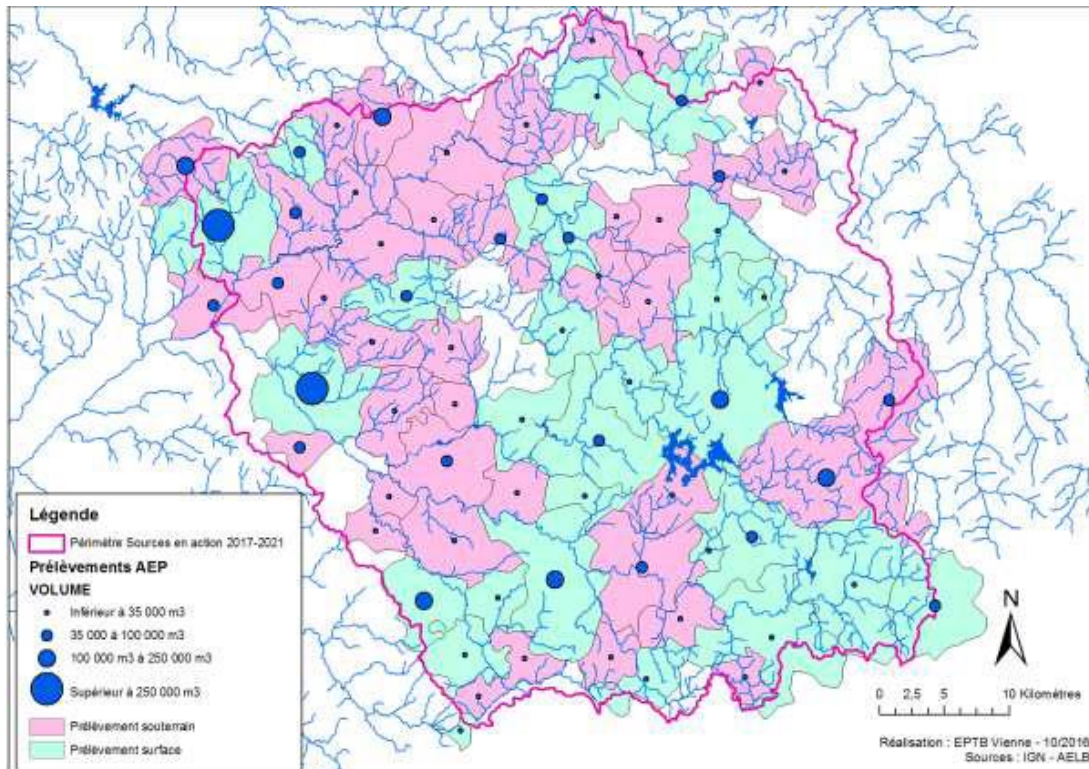 Légende
Périmètre Sources en action 2017-2021
Prélèvements AEP
VOLUME
Inférieur à 35 000 m3
35 000 à 100 000 m3
100 000 m3 à 250 000 m3
Supérieur à 250 000 m3
Prélèvement souterrain
Prélèvement surface
N
0 2,5 5 10 Kilomètres
Réalisation : EPTB Vienne - 10/2016
Sources : IGN - AELB